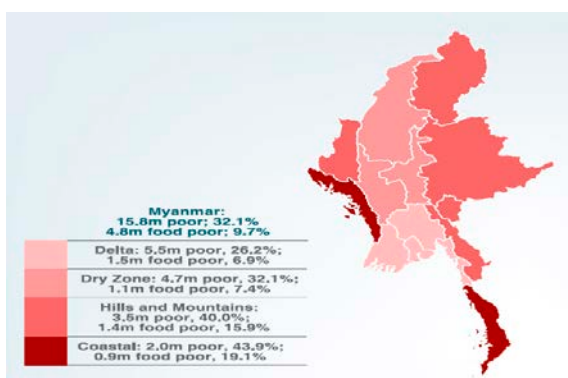 Myanmar:
15.8m poor; 32.1%
4.8m food poor; 9.7%
Delta: 5.5m poor, 26.2%;
1.5m food poor, 6.9%
Dry Zone: 4.7m poor, 32.1%;
1.1m food poor, 7.4%
Hills and Mountains:
3.5m poor, 40.0%;
1.4m food poor, 15.9%
Coastal: 2.0m poor, 43.9%;
0.9m food poor, 19.1%